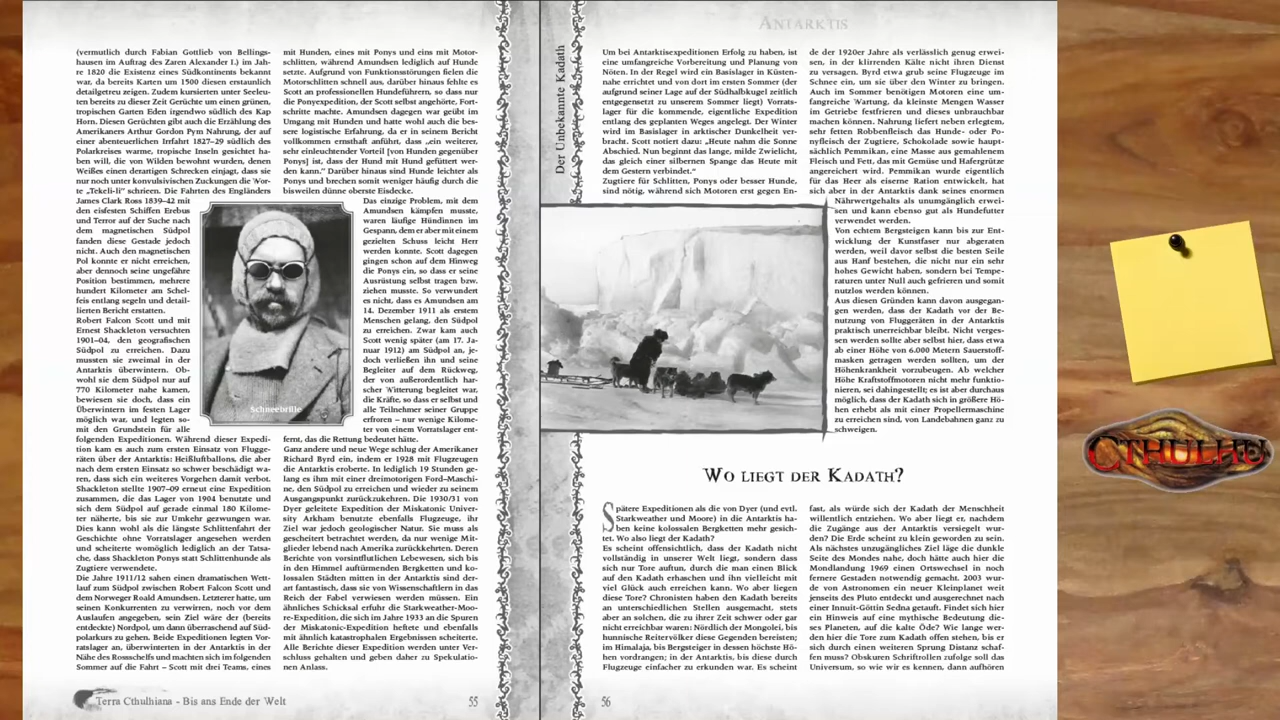 (vermutlich durch Fabian Gottlieb von Bellings-
hausen im Auftrag des Zaren Alexander I.) im Jah-
re 1820 die Existenz eines Südkontinents bekannt
war, da bereits Karten um 1500 diesen erstaunlich
detailgetreu zeigen. Zudem kursierten unter Seeleu-
ten bereits zu dieser Zeit Gerüchte um einen grünen,
tropischen Garten Eden irgendwo südlich des Kap
Horn. Diesen Gerüchten gibt auch die Erzählung des
Amerikaners Arthur Gordon Pym Nahrung, der auf
einer abenteuerlichen Irrfahrt 1827–29 südlich des
Polarkreises warme, tropische Inseln gesichtet ha-
ben will, die von Wilden bewohnt wurden, denen
Weißes einen derartigen Schrecken einjagt, dass sie
nur noch unter konvulsivischen Zuckungen die Wor-
te „Tekeli-li“ schrieen. Die Fahrten des Engländers
James Clark Ross 1839–42 mit
den eisfesten Schiffen Erebus
und Terror auf der Suche nach
dem magnetischen Südpol
fanden diese Gestade jedoch
nicht. Auch den magnetischen
Pol konnte er nicht erreichen,
aber dennoch seine ungefähre
Position bestimmen, mehrere
hundert Kilometer am Schel-
feis entlang segeln und detail-
lierten Bericht erstatten.
Robert Falcon Scott und mit
Ernest Shackleton versuchten
1901–04, den geografischen
Südpol zu erreichen. Dazu
mussten sie zweimal in der
Antarktis überwintern. Ob-
wohl sie dem Südpol nur auf
770 Kilometer nahe kamen,
bewiesen sie doch, dass ein
Überwintern im festen Lager
möglich war, und legten so-
mit den Grundstein für alle
folgenden Expeditionen. Während dieser Expedi-
tion kam es auch zum ersten Einsatz von Flugge-
räten über der Antarktis: Heißluftballons, die aber
nach dem ersten Einsatz so schwer beschädigt wa-
ren, dass sich ein weiteres Vorgehen damit verbot.
Shackleton stellte 1907–09 erneut eine Expedition
zusammen, die das Lager von 1904 benutzte und
sich dem Südpol auf gerade einmal 180 Kilome-
ter näherte, bis sie zur Umkehr gezwungen war.
Dies kann wohl als die längste Schlittenfahrt der
Geschichte ohne Vorratslager angesehen werden
und scheiterte womöglich lediglich an der Tatsa-
che, dass Shackleton Ponys statt Schlittenhunde als
Zugtiere verwendete.
Die Jahre 1911/12 sahen einen dramatischen Wett-
lauf zum Südpol zwischen Robert Falcon Scott und
dem Norweger Roald Amundsen. Letzterer hatte, um
seinen Konkurrenten zu verwirren, noch vor dem
Auslaufen angegeben, sein Ziel wäre der (bereits
entdeckte) Nordpol, um dann überraschend auf Süd-
polarkurs zu gehen. Beide Expeditionen legten Vor-
ratslager an, überwinterten in der Antarktis in der
Nähe des Rossschelfs und machten sich im folgenden
Sommer auf die Fahrt – Scott mit drei Teams, eines
mit Hunden, eines mit Ponys und eins mit Motor-
schlitten, während Amundsen lediglich auf Hunde
setzte. Aufgrund von Funktionsstörungen fielen die
Motorschlitten schnell aus, darüber hinaus fehlte es
Scott an professionellen Hundeführern, so dass nur
die Ponyexpedition, der Scott selbst angehörte, Fort-
schritte machte. Amundsen dagegen war geübt im
Umgang mit Hunden und hatte wohl auch die bes-
sere logistische Erfahrung, da er in seinem Bericht
vollkommen ernsthaft anführt, dass „ein weiterer,
sehr einleuchtender Vorteil [von Hunden gegenüber
Ponys] ist, dass der Hund mit Hund gefüttert wer-
den kann.“ Darüber hinaus sind Hunde leichter als
Ponys und brechen somit weniger häufig durch die
bisweilen dünne oberste Eisdecke.
Das einzige Problem, mit dem
Amundsen kämpfen musste,
waren läufige Hündinnen im
Gespann, dem er aber mit einem
gezielten Schuss leicht Herr
werden konnte. Scott dagegen
gingen schon auf dem Hinweg
die Ponys ein, so dass er seine
Ausrüstung selbst tragen bzw.
ziehen musste. So verwundert
es nicht, dass es Amundsen am
14. Dezember 1911 als erstem
Menschen gelang, den Südpol
zu erreichen. Zwar kam auch
Scott wenig später (am 17. Ja-
nuar 1912) am Südpol an, je-
doch verließen ihn und seine
Begleiter auf dem Rückweg,
der von außerordentlich har-
scher Witterung begleitet war,
die Kräfte, so dass er selbst und
alle Teilnehmer seiner Gruppe
erfroren – nur wenige Kilome-
ter von einem Vorratslager ent-
fernt, das die Rettung bedeutet hätte.
Ganz andere und neue Wege schlug der Amerikaner
Richard Byrd ein, indem er 1928 mit Flugzeugen
die Antarktis eroberte. In lediglich 19 Stunden ge-
lang es ihm mit einer dreimotorigen Ford-Maschi-
ne, den Südpol zu erreichen und wieder zu seinem
Ausgangspunkt zurückzukehren. Die 1930/31 von
Dyer geleitete Expedition der Miskatonic Univer-
sity Arkham benutzte ebenfalls Flugzeuge, ihr
Ziel war jedoch geologischer Natur. Sie muss als
gescheitert betrachtet werden, da nur wenige Mit-
glieder lebend nach Amerika zurückkehrten. Deren
Berichte von vorsintflutlichen Lebewesen, sich bis
in den Himmel auftürmenden Bergketten und ko-
lossalen Städten mitten in der Antarktis sind der-
art fantastisch, dass sie von Wissenschaftlern in das
Reich der Fabel verwiesen werden müssen. Ein
ähnliches Schicksal erfuhr die Starkweather-Moo-
re-Expedition, die sich im Jahre 1933 an die Spuren
der Miskatonic-Expedition heftete und ebenfalls
mit ähnlich katastrophalen Ergebnissen scheiterte.
Alle Berichte dieser Expedition werden unter Ver-
schluss gehalten und geben daher zu Spekulatio-
nen Anlass.
Schneebrille
Terra Cthulhiana - Bis ans Ende der Welt
55
Antarktis
Der Unbekannte Kadath
Um bei Antarktisexpeditionen Erfolg zu haben, ist
eine umfangreiche Vorbereitung und Planung von
Nöten. In der Regel wird ein Basislager in Küsten-
nähe errichtet und von dort im ersten Sommer (der
aufgrund seiner Lage auf der Südhalbkugel zeitlich
entgegensetzt zu unserem Sommer liegt) Vorrats-
lager für die kommende, eigentliche Expedition
entlang des geplanten Weges angelegt. Der Winter
wird im Basislager in arktischer Dunkelheit ver-
bracht. Scott notiert dazu: „Heute nahm die Sonne
Abschied. Nun beginnt das lange, milde Zwielicht,
das gleich einer silbernen Spange das Heute mit
dem Gestern verbindet.“
Zugtiere für Schlitten, Ponys oder besser Hunde,
sind nötig, während sich Motoren erst gegen En-
de der 1920er Jahre als verlässlich genug erwei-
sen, in der klirrenden Kälte nicht ihren Dienst
zu versagen. Byrd etwa grub seine Flugzeuge im
Schnee ein, um sie über den Winter zu bringen.
Auch im Sommer benötigen Motoren eine um-
fangreiche Wartung, da kleinste Mengen Wasser
im Getriebe festfrieren und dieses unbrauchbar
machen können. Nahrung liefert neben erlegtem,
sehr fetten Robbenfleisch das Hunde- oder Po-
nyfleisch der Zugtiere, Schokolade sowie haupt-
sächlich Pemmikan, eine Masse aus gemahlenem
Fleisch und Fett, das mit Gemüse und Hafergrütze
angereichert wird. Pemmikan wurde eigentlich
für das Heer als eiserne Ration entwickelt, hat
sich aber in der Antarktis dank seines enormen
Nährwertgehalts als unumgänglich erwie-
sen und kann ebenso gut als Hundefutter
verwendet werden.
Von echtem Bergsteigen kann bis zur Ent-
wicklung der Kunstfaser nur abgeraten
werden, weil davor selbst die besten Seile
aus Hanf bestehen, die nicht nur ein sehr
hohes Gewicht haben, sondern bei Tempe-
raturen unter Null auch gefrieren und somit
nutzlos werden können.
Aus diesen Gründen kann davon ausgegan-
gen werden, dass der Kadath vor der Be-
nutzung von Fluggeräten in der Antarktis
praktisch unerreichbar bleibt. Nicht verges-
sen werden sollte aber selbst hier, dass etwa
ab einer Höhe von 6.000 Metern Sauerstoff-
masken getragen werden sollten, um der
Höhenkrankheit vorzubeugen. Ab welcher
Höhe Kraftstoffmotoren nicht mehr funktio-
nieren, sei dahingestellt; es ist aber durchaus
möglich, dass der Kadath sich in größere Hö-
hen erhebt als mit einer Propellermaschine
zu erreichen sind, von Landebahnen ganz zu
schweigen.
Wo liegt der Kadath?
Spätere Expeditionen als die von Dyer (und evtl.
Starkweather und Moore) in die Antarktis ha-
ben keine kolossalen Bergketten mehr gesich-
tet. Wo also liegt der Kadath?
Es scheint offensichtlich, dass der Kadath nicht
vollständig in unserer Welt liegt, sondern dass
sich nur Tore auftun, durch die man einen Blick
auf den Kadath erhaschen und ihn vielleicht mit
viel Glück auch erreichen kann. Wo aber liegen
diese Tore? Chronisten haben den Kadath bereits
an unterschiedlichen Stellen ausgemacht, stets
aber an solchen, die zu ihrer Zeit schwer oder gar
nicht erreichbar waren: Nördlich der Mongolei, bis
hunnische Reitervölker diese Gegenden bereisten;
im Himalaja, bis Bergsteiger in dessen höchste Hö-
hen vordrangen; in der Antarktis, bis diese durch
Flugzeuge einfacher zu erkunden war. Es scheint
fast, als würde sich der Kadath der Menschheit
willentlich entziehen. Wo aber liegt er, nachdem
die Zugänge aus der Antarktis versiegelt wur-
den? Die Erde scheint zu klein geworden zu sein.
Als nächstes unzugängliches Ziel läge die dunkle
Seite des Mondes nahe, doch hätte auch hier die
Mondlandung 1969 einen Ortswechsel in noch
fernere Gestaden notwendig gemacht. 2003 wur-
de von Astronomen ein neuer Kleinplanet weit
jenseits des Pluto entdeckt und ausgerechnet nach
einer Innuit-Göttin Sedna getauft. Findet sich hier
ein Hinweis auf eine mythische Bedeutung die-
ses Planeten, auf die kalte Öde? Wie lange wer-
den hier die Tore zum Kadath offen stehen, bis er
sich durch einen weiteren Sprung Distanz schaf-
fen muss? Obskuren Schriftrollen zufolge soll das
Universum, so wie wir es kennen, dann aufhören
56
CTHULHU